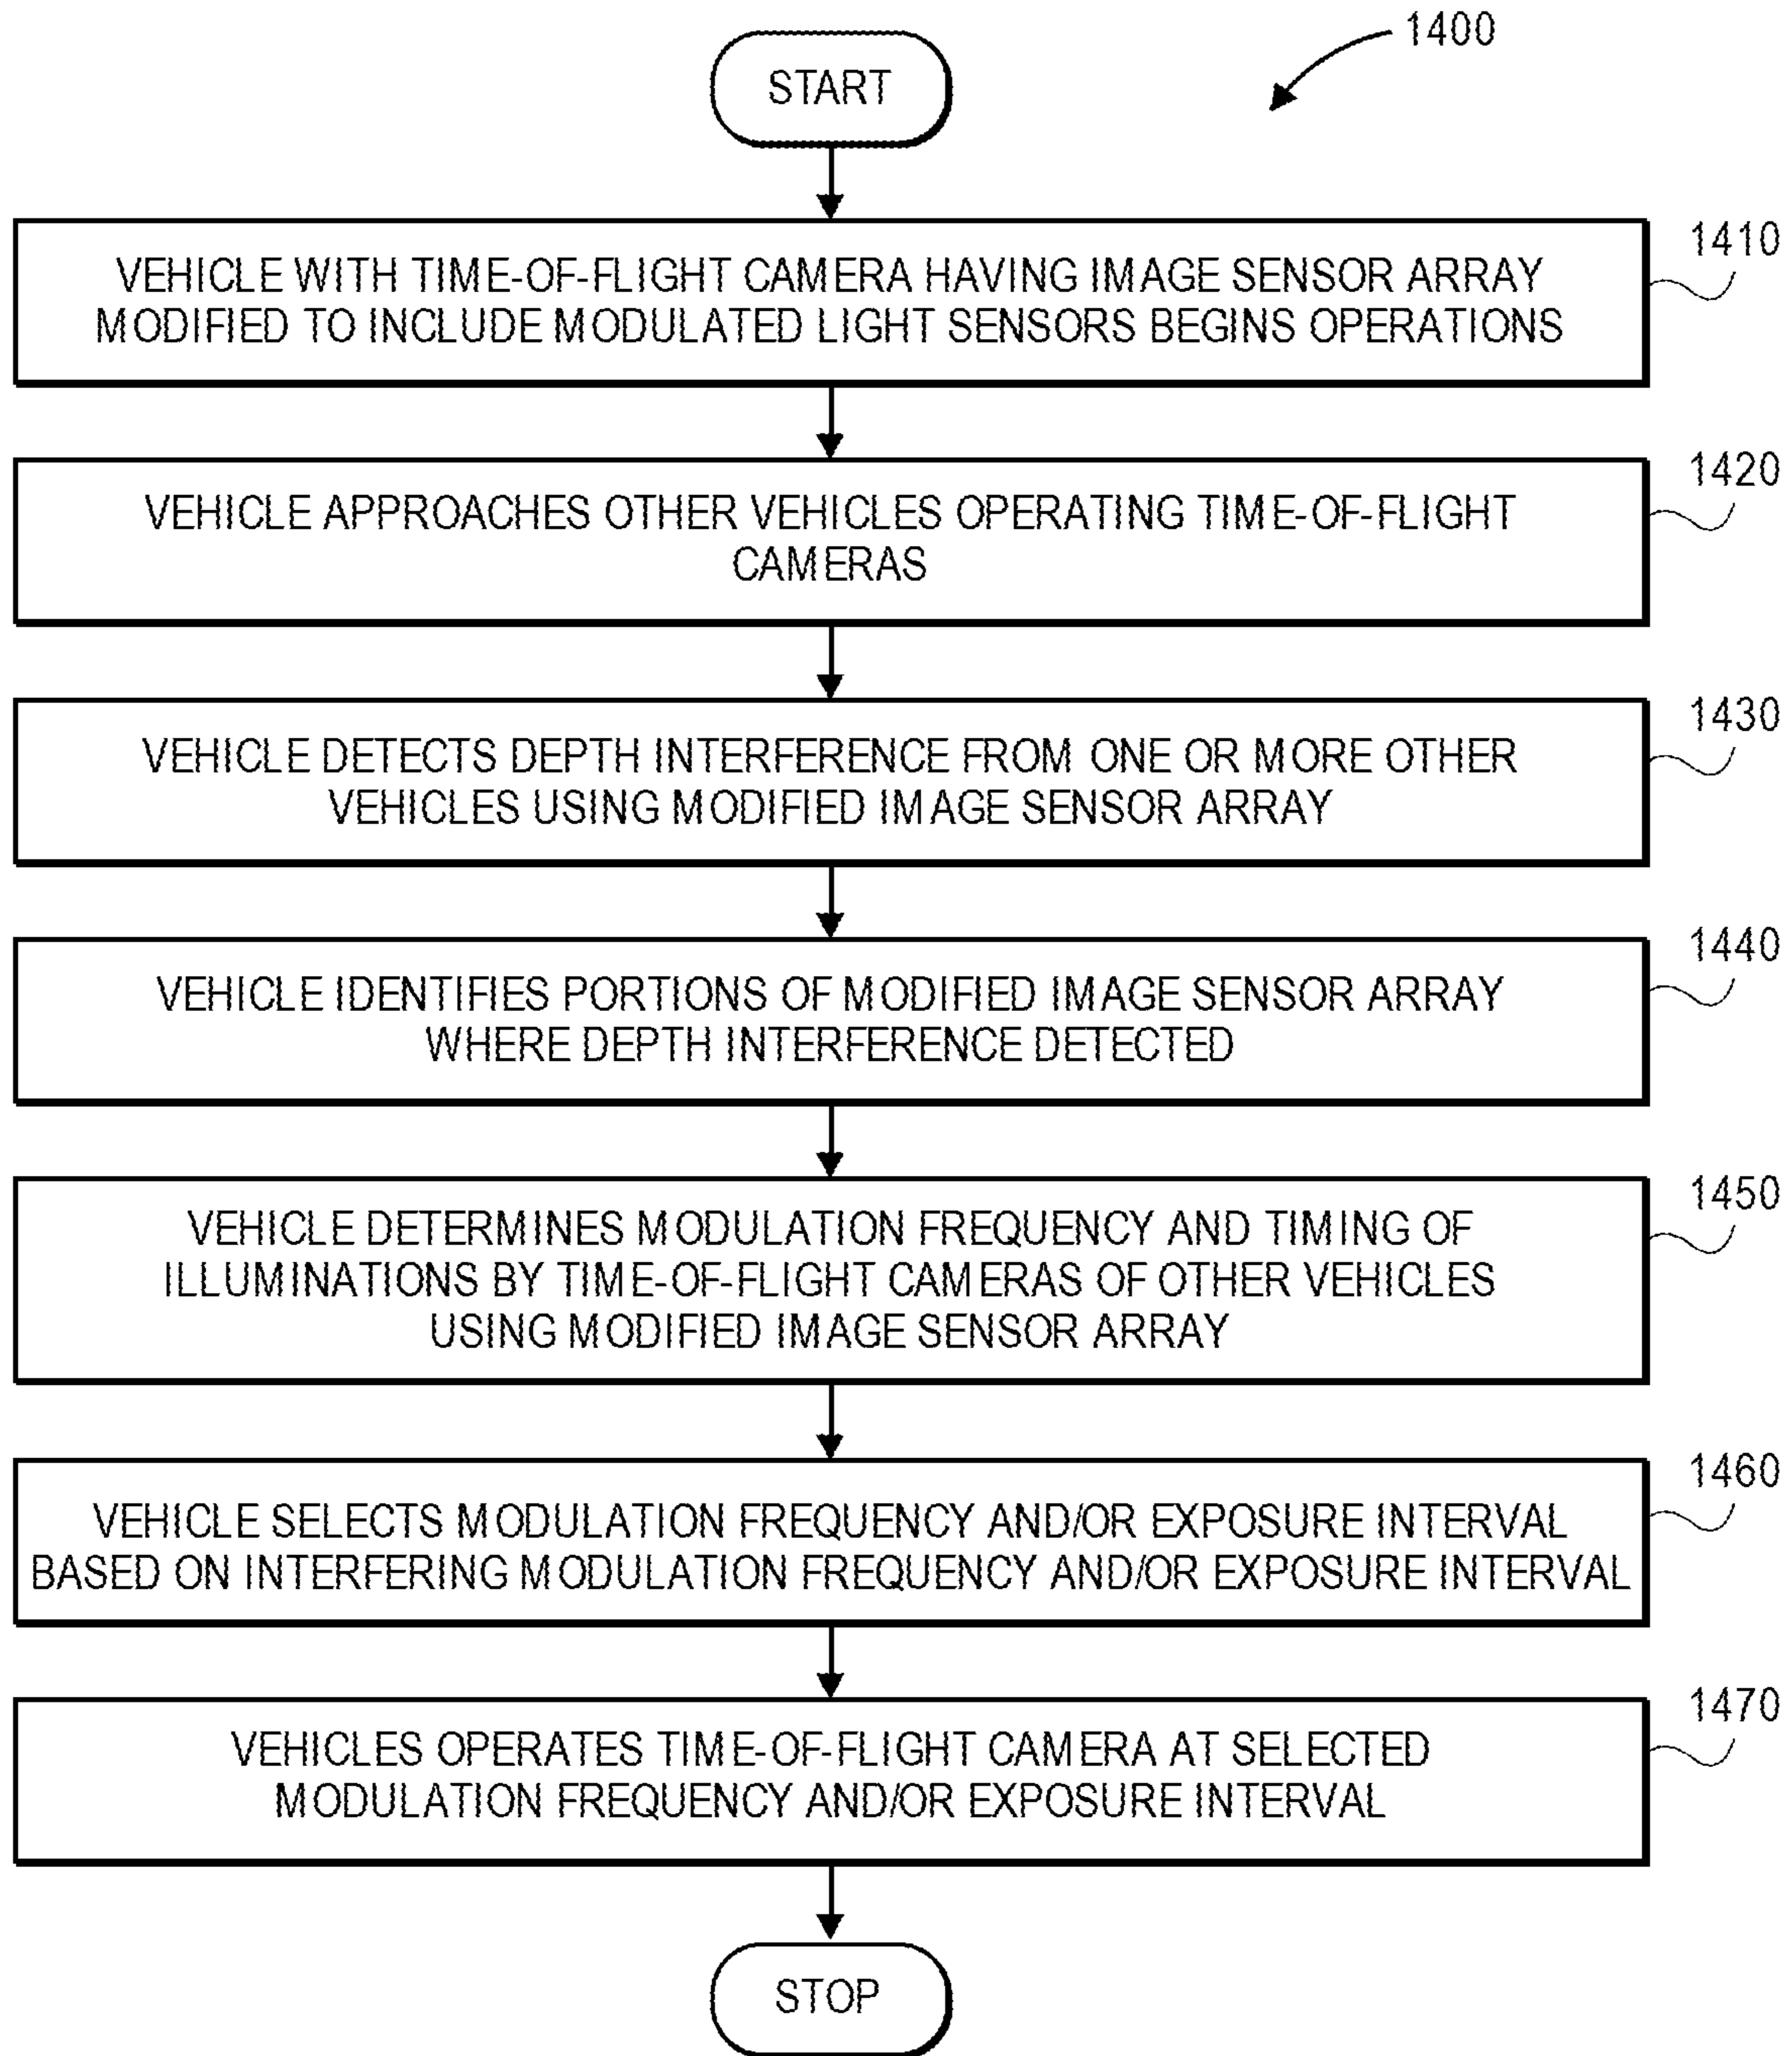 1400
START
1410
VEHICLE WITH TIME-OF-FLIGHT CAMERA HAVING IMAGE SENSOR ARRAY
MODIFIED TO INCLUDE MODULATED LIGHT SENSORS BEGINS OPERATIONS
1420
VEHICLE APPROACHES OTHER VEHICLES OPERATING TIME-OF-FLIGHT
CAMERAS
1430
VEHICLE DETECTS DEPTH INTERFERENCE FROM ONE OR MORE OTHER
VEHICLES USING MODIFIED IMAGE SENSOR ARRAY
1440
VEHICLE IDENTIFIES PORTIONS OF MODIFIED IMAGE SENSOR ARRAY
WHERE DEPTH INTERFERENCE DETECTED
1450
VEHICLE DETERMINES MODULATION FREQUENCY AND TIMING OF
ILLUMINATIONS BY TIME-OF-FLIGHT CAMERAS OF OTHER VEHICLES
USING MODIFIED IMAGE SENSOR ARRAY
1460
VEHICLE SELECTS MODULATION FREQUENCY AND/OR EXPOSURE INTERVAL
BASED ON INTERFERING MODULATION FREQUENCY AND/OR EXPOSURE INTERVAL
1470
VEHICLES OPERATES TIME-OF-FLIGHT CAMERA AT SELECTED
MODULATION FREQUENCY AND/OR EXPOSURE INTERVAL
STOP